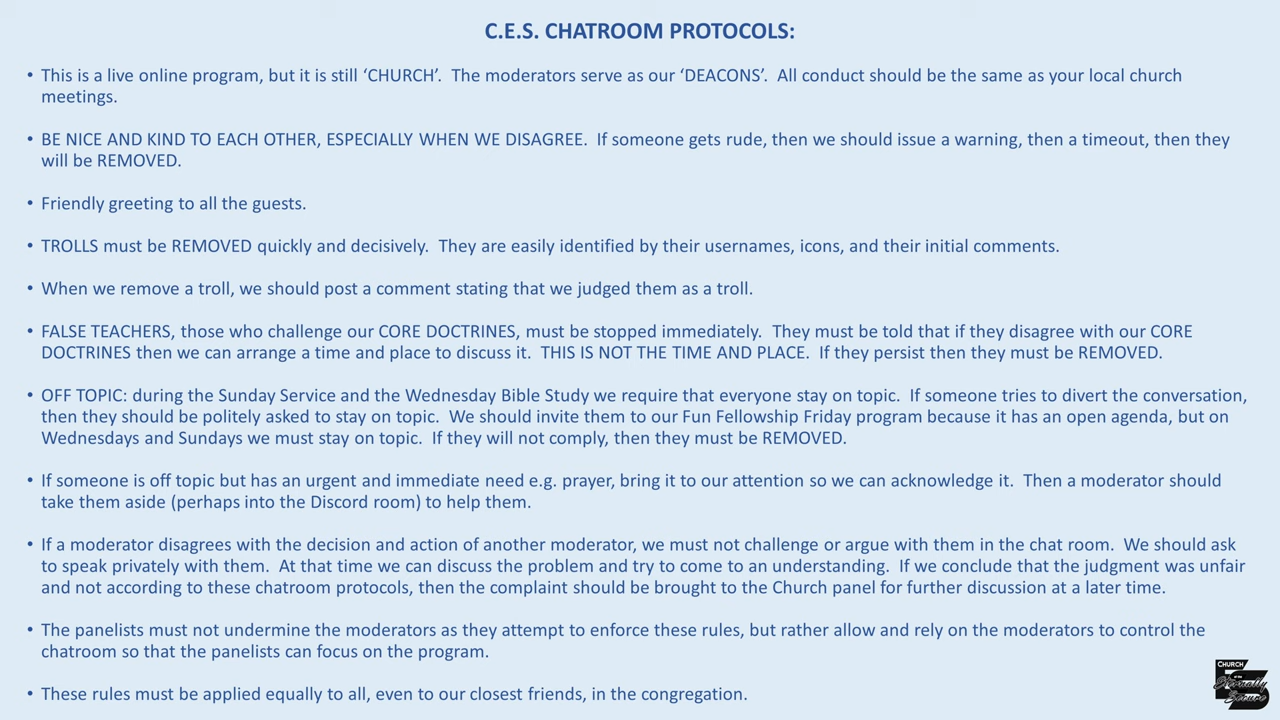 C.E.S. CHATROOM PROTOCOLS:
• This is a live online program, but it is still ‘CHURCH’.  The moderators serve as our ‘DEACONS’.  All conduct should be the same as your local church
meetings.
• BE NICE AND KIND TO EACH OTHER, ESPECIALLY WHEN WE DISAGREE.  If someone gets rude, then we should issue a warning, then a timeout, then they
will be REMOVED.
• Friendly greeting to all the guests.
• TROLLS must be REMOVED quickly and decisively.  They are easily identified by their usernames, icons, and their initial comments.
• When we remove a troll, we should post a comment stating that we judged them as a troll.
• FALSE TEACHERS, those who challenge our CORE DOCTRINES, must be stopped immediately.  They must be told that if they disagree with our CORE
DOCTRINES then we can arrange a time and place to discuss it.  THIS IS NOT THE TIME AND PLACE.  If they persist then they must be REMOVED.
• OFF TOPIC: during the Sunday Service and the Wednesday Bible Study we require that everyone stay on topic.  If someone tries to divert the conversation,
then they should be politely asked to stay on topic.  We should invite them to our Fun Fellowship Friday program because it has an open agenda, but on
Wednesdays and Sundays we must stay on topic.  If they will not comply, then they must be REMOVED.
• If someone is off topic but has an urgent and immediate need e.g. prayer, bring it to our attention so we can acknowledge it.  Then a moderator should
take them aside (perhaps into the Discord room) to help them.
• If a moderator disagrees with the decision and action of another moderator, we must not challenge or argue with them in the chat room.  We should ask
to speak privately with them.  At that time we can discuss the problem and try to come to an understanding.  If we conclude that the judgment was unfair
and not according to these chatroom protocols, then the complaint should be brought to the Church panel for further discussion at a later time.
• The panelists must not undermine the moderators as they attempt to enforce these rules, but rather allow and rely on the moderators to control the
chatroom so that the panelists can focus on the program.
• These rules must be applied equally to all, even to our closest friends, in the congregation.
CHURCH
of the
Eternally
Secure